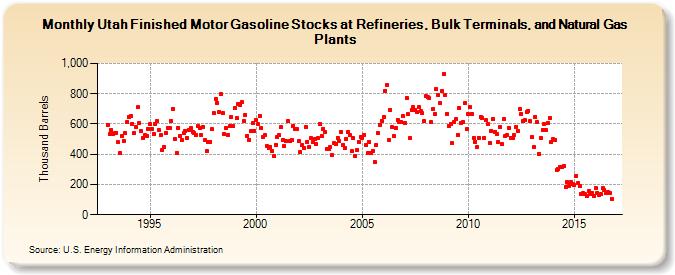 Monthly Utah Finished Motor Gasoline Stocks at Refineries, Bulk Terminals, and Natural Gas
Plants
Thousand Barrels
1,000
800
600
400
200
0
1995
2000
2005
2010
2015
Source: U.S. Energy Information Administration